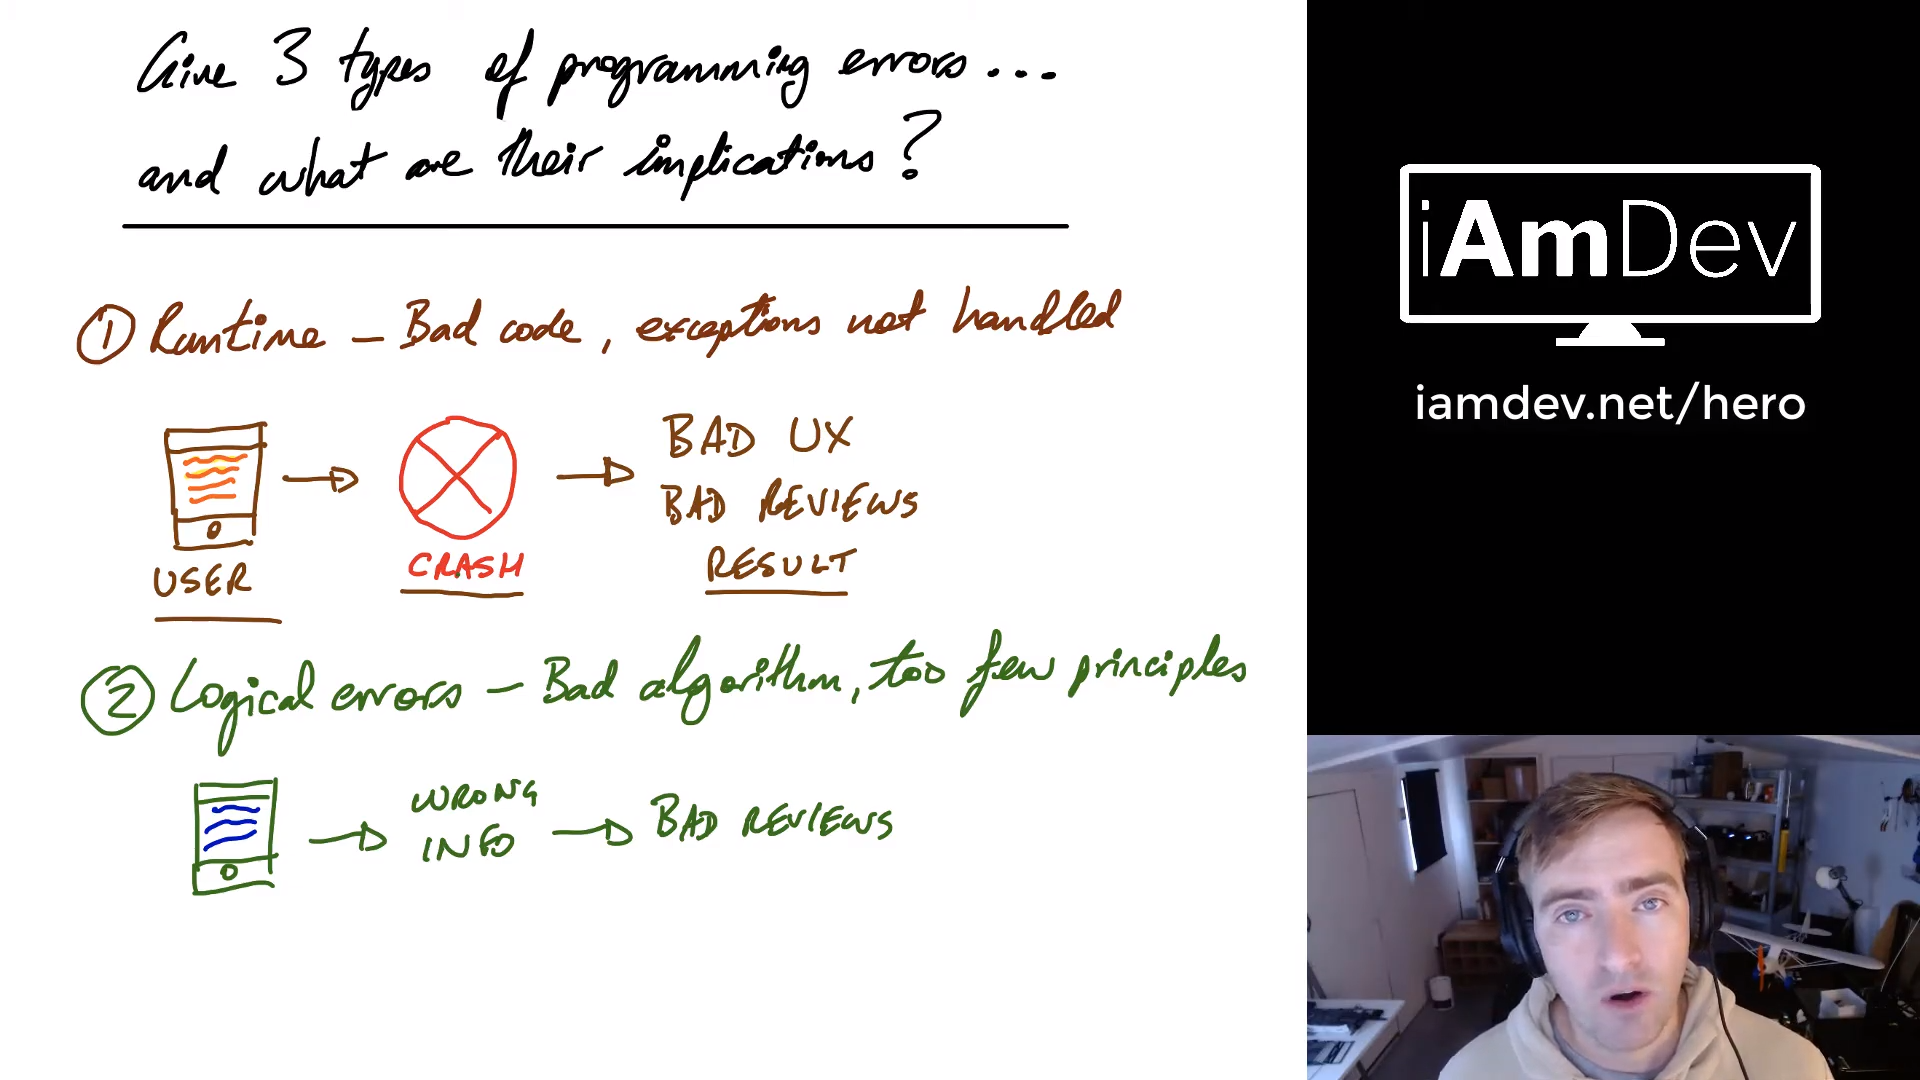 Give 3 types of programming errors...
and what are their implications?
① Runtime – Bad code, exceptions not handled
USER
CRASH
BAD UX
BAD REVIEWS
RESULT
② Logical errors – Bad algorithm, too few principles
WRONG
INFO
BAD REVIEWS
iAmDev
iamdev.net/hero